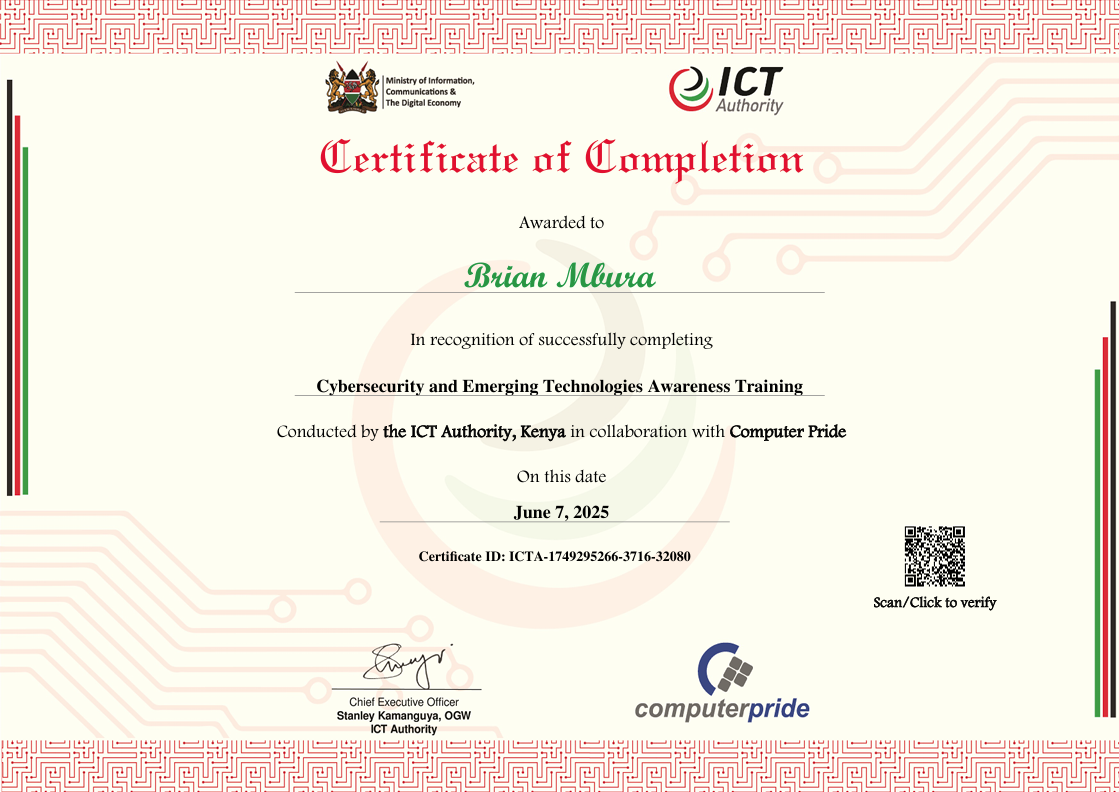 Ministry of Information,
Communications &
The Digital Economy
ICT
Authority
Certificate of Completion
Awarded to
Brian Mbura
In recognition of successfully completing
Cybersecurity and Emerging Technologies Awareness Training
Conducted by the ICT Authority, Kenya in collaboration with Computer Pride
On this date
June 7, 2025
Certificate ID: ICTA-1749295266-3716-32080
Scan/Click to verify
Chief Executive Officer
Stanley Kamanguya, OGW
ICT Authority
computerpride